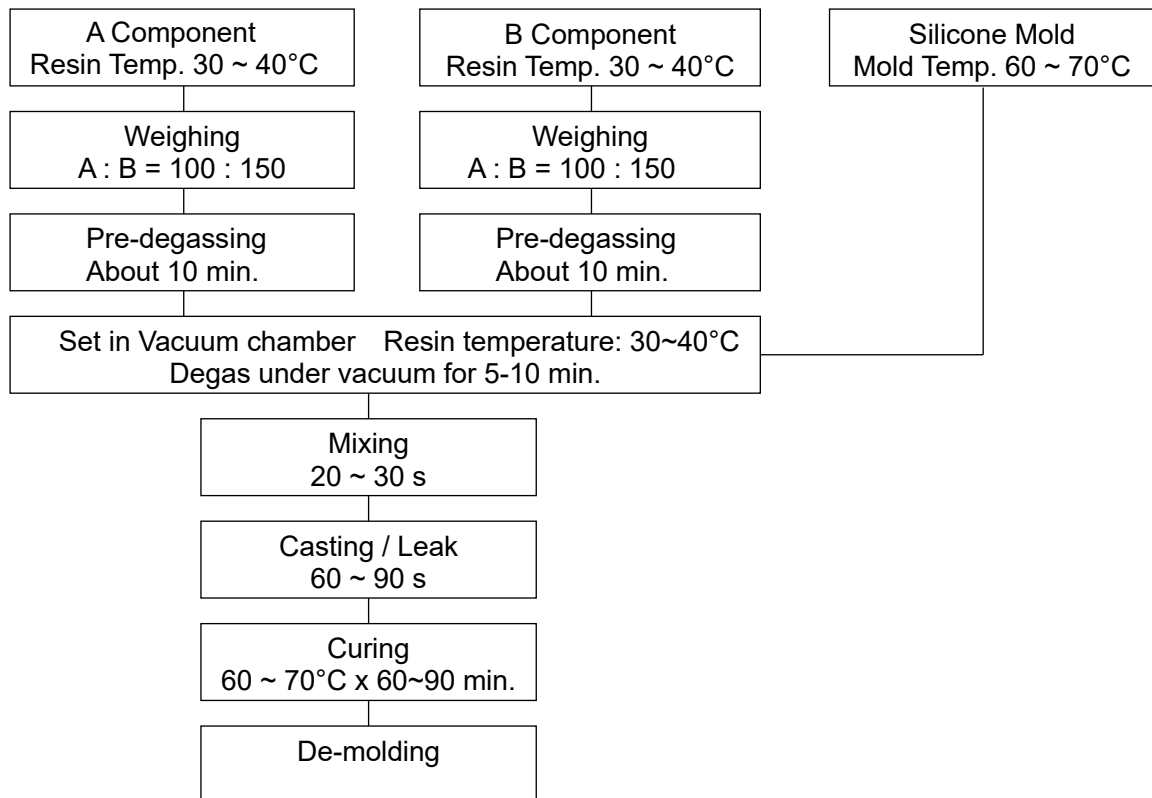 A Component
Resin Temp. 30 ~ 40°C
B Component
Resin Temp. 30 ~ 40°C
Silicone Mold
Mold Temp. 60 ~ 70°C
Weighing
A : B = 100 : 150
Weighing
A : B = 100 : 150
Pre-degassing
About 10 min.
Pre-degassing
About 10 min.
Set in Vacuum chamber Resin temperature: 30~40°C
Degas under vacuum for 5-10 min.
Mixing
20 ~ 30 s
Casting / Leak
60 ~ 90 s
Curing
60 ~ 70°C x 60~90 min.
De-molding